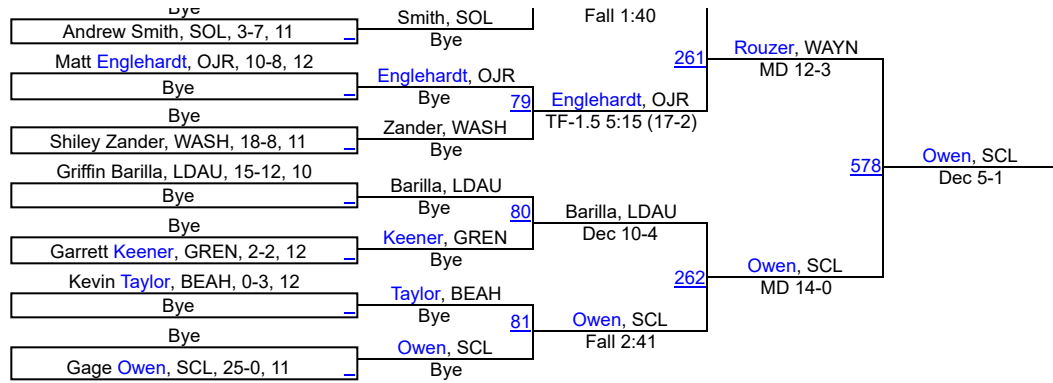 Bye
Andrew Smith, SOL, 3-7, 11
Matt Englehardt, OJR, 10-8, 12
Bye
Bye
Shiley Zander, WASH, 18-8, 11
Griffin Barilla, LDAU, 15-12, 10
Bye
Bye
Garrett Keener, GREN, 2-2, 12
Kevin Taylor, BEAH, 0-3, 12
Bye
Bye
Gage Owen, SCL, 25-0, 11
Smith, SOL
Bye
Englehardt, OJR
Bye
79
Zander, WASH
Bye
Barilla, LDAU
Bye
80
Keener, GREN
Bye
Taylor, BEAH
Bye
81
Owen, SCL
Bye
Fall 1:40
261
Englehardt, OJR
TF-1.5 5:15 (17-2)
Barilla, LDAU
Dec 10-4
262
Owen, SCL
Fall 2:41
Rouzer, WAYN
MD 12-3
578
Owen, SCL
MD 14-0
Owen, SCL
Dec 5-1